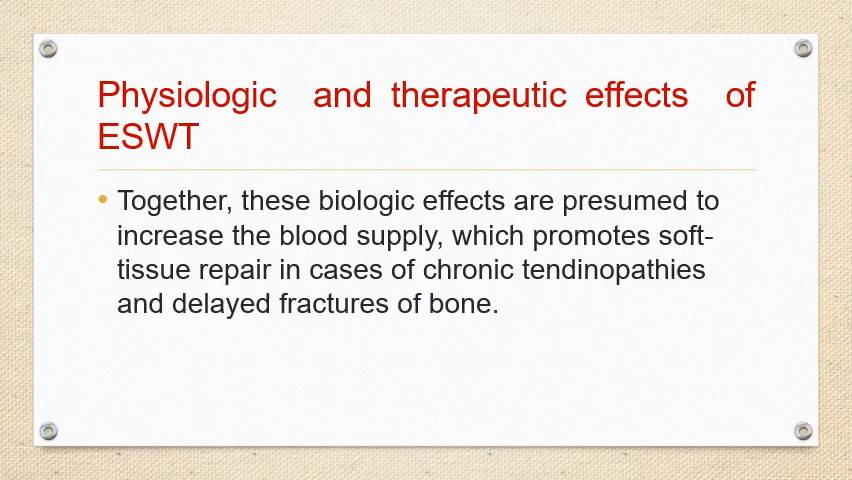 Physiologic and therapeutic effects of
ESWT
• Together, these biologic effects are presumed to
increase the blood supply, which promotes soft-
tissue repair in cases of chronic tendinopathies
and delayed fractures of bone.